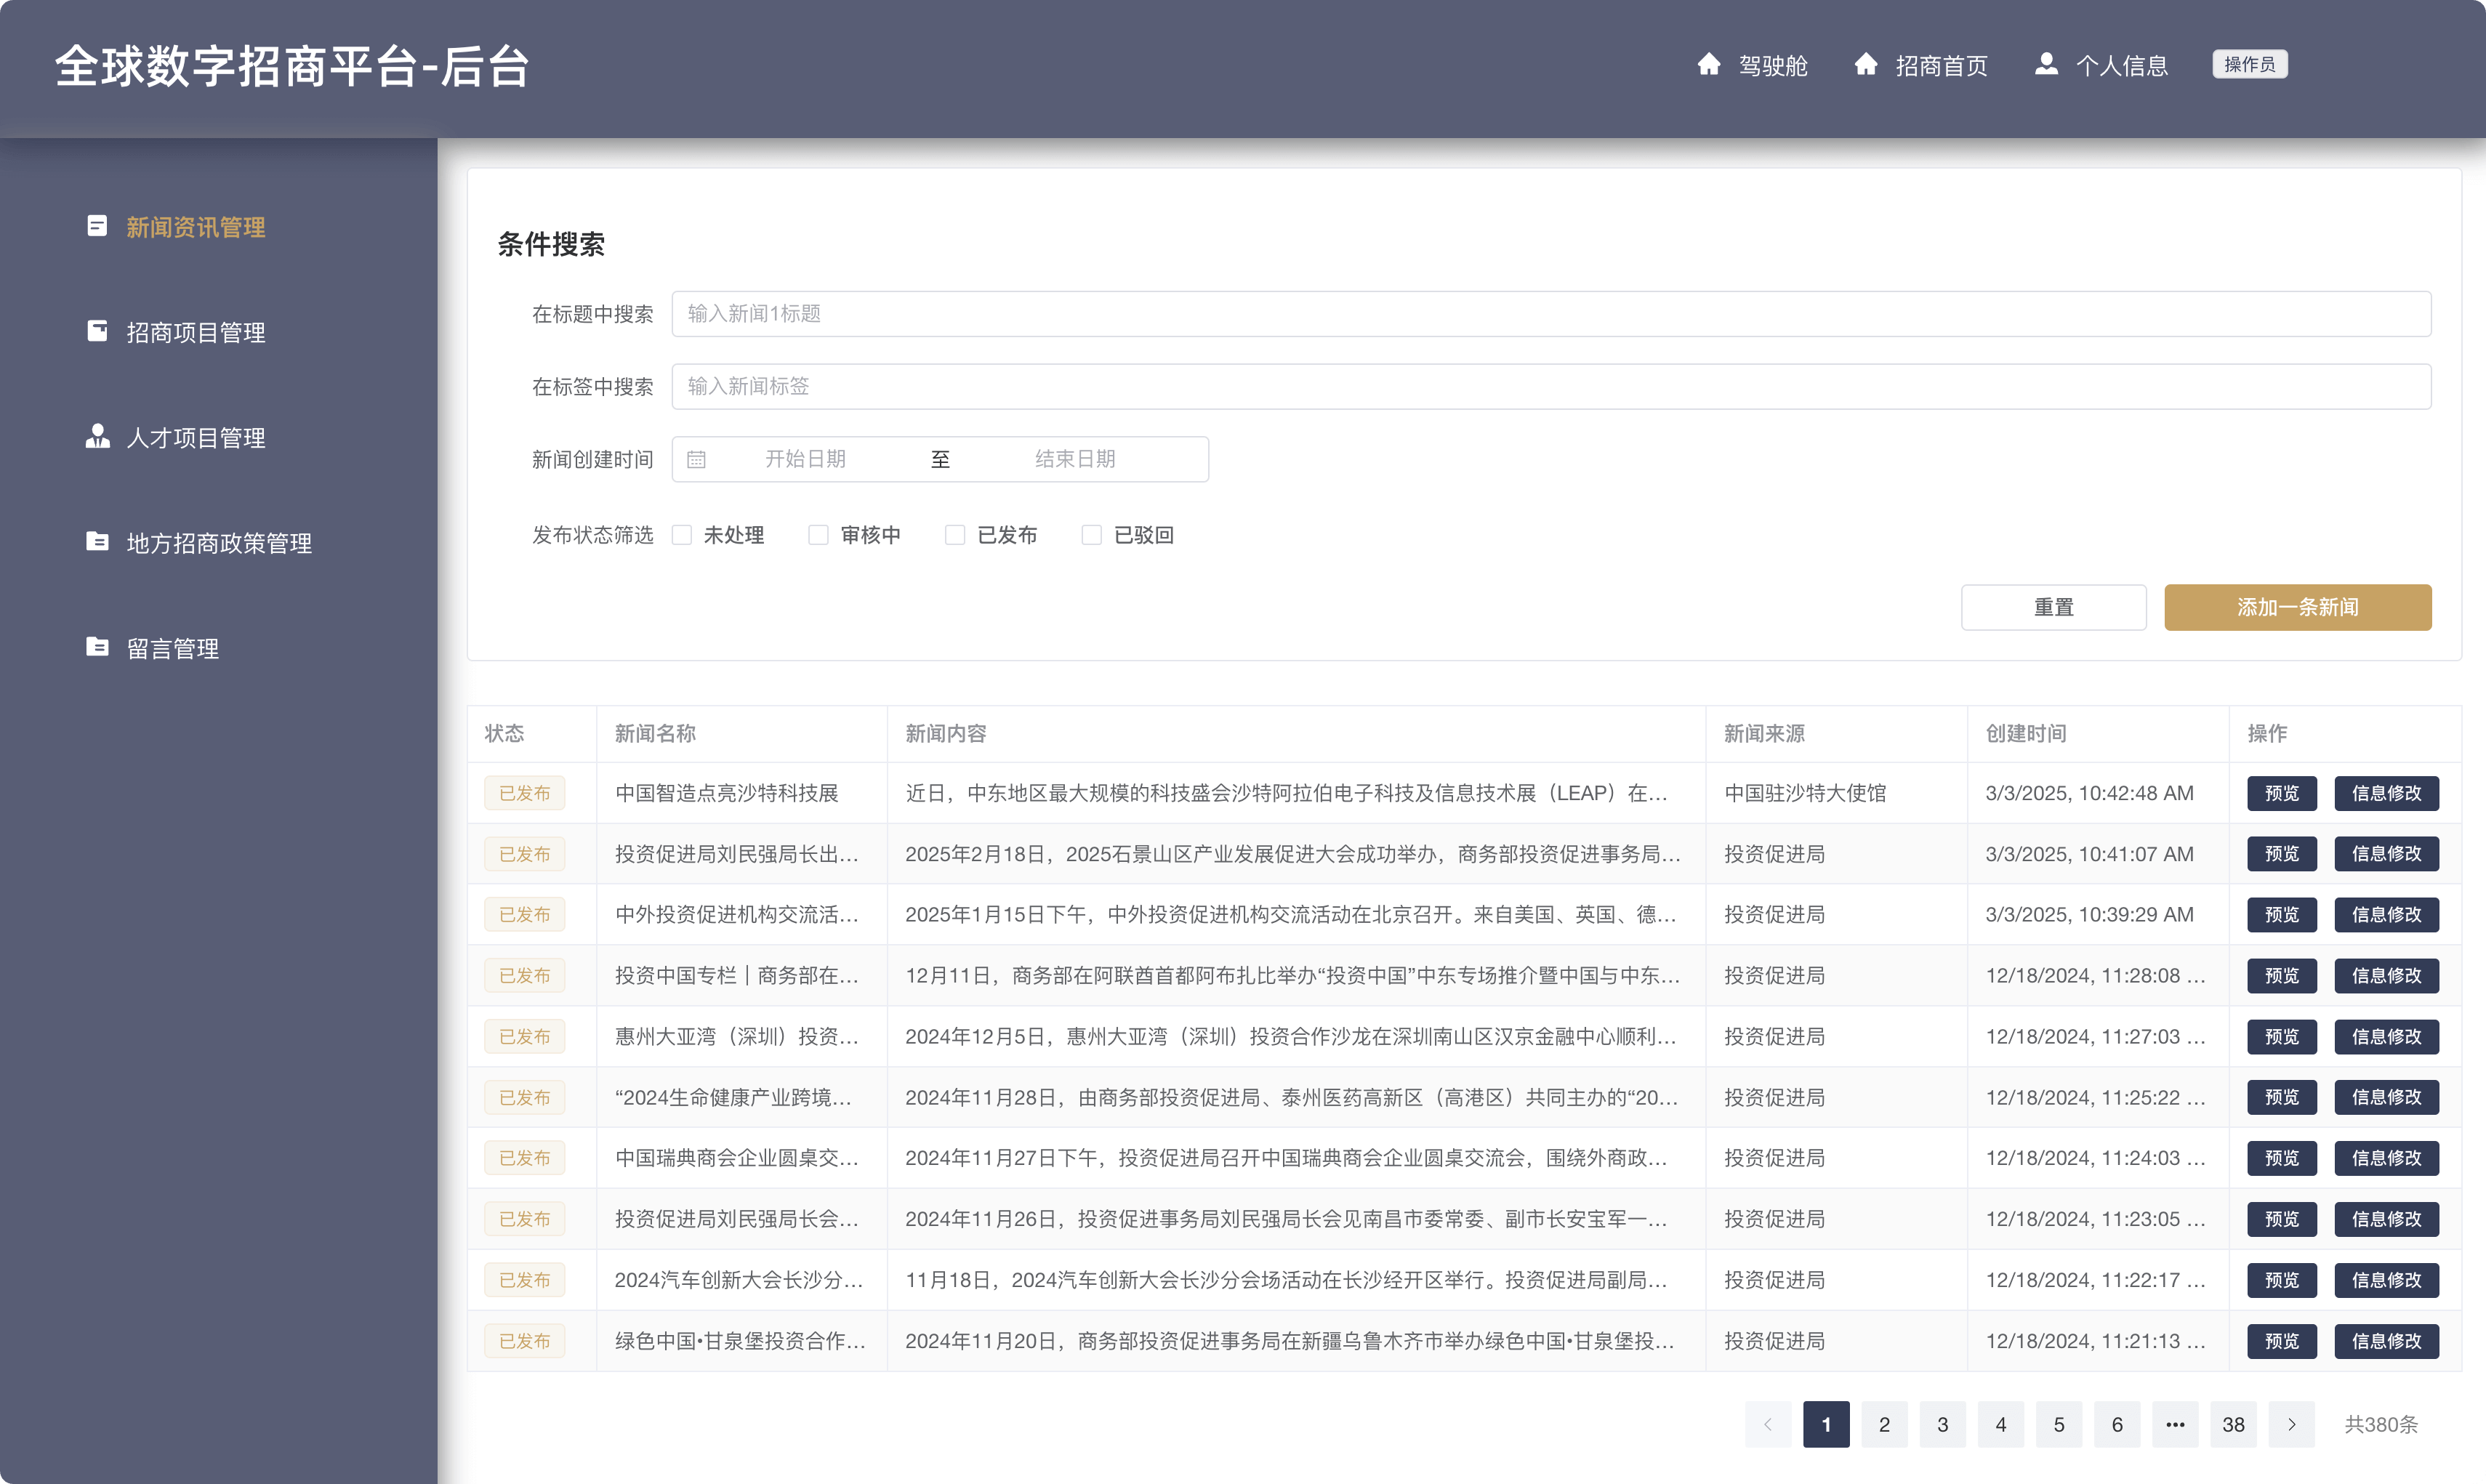 全球数字招商平台-后台
驾驶舱 招商首页 个人信息 操作员
新闻资讯管理
招商项目管理
人才项目管理
地方招商政策管理
留言管理
条件搜索
在标题中搜索 输入新闻1标题
在标签中搜索 输入新闻标签
新闻创建时间 开始日期 至 结束日期
发布状态筛选 未处理 审核中 已发布 已驳回
重置 添加一条新闻
状态 新闻名称 新闻内容 新闻来源 创建时间 操作
已发布 中国智造点亮沙特科技展 近日，中东地区最大规模的科技盛会沙特阿拉伯电子科技及信息技术展（LEAP）在… 中国驻沙特大使馆 3/3/2025, 10:42:48 AM 预览 信息修改
已发布 投资促进局刘民强局长出… 2025年2月18日，2025石景山区产业发展促进大会成功举办，商务部投资促进事务局… 投资促进局 3/3/2025, 10:41:07 AM 预览 信息修改
已发布 中外投资促进机构交流活… 2025年1月15日下午，中外投资促进机构交流活动在北京召开。来自美国、英国、德… 投资促进局 3/3/2025, 10:39:29 AM 预览 信息修改
已发布 投资中国专栏｜商务部在… 12月11日，商务部在阿联酋首都阿布扎比举办“投资中国”中东专场推介暨中国与中东… 投资促进局 12/18/2024, 11:28:08 … 预览 信息修改
已发布 惠州大亚湾（深圳）投资… 2024年12月5日，惠州大亚湾（深圳）投资合作沙龙在深圳南山区汉京金融中心顺利… 投资促进局 12/18/2024, 11:27:03 … 预览 信息修改
已发布 “2024生命健康产业跨境… 2024年11月28日，由商务部投资促进局、泰州医药高新区（高港区）共同主办的“20… 投资促进局 12/18/2024, 11:25:22 … 预览 信息修改
已发布 中国瑞典商会企业圆桌交… 2024年11月27日下午，投资促进局召开中国瑞典商会企业圆桌交流会，围绕外商政… 投资促进局 12/18/2024, 11:24:03 … 预览 信息修改
已发布 投资促进局刘民强局长会… 2024年11月26日，投资促进事务局刘民强局长会见南昌市委常委、副市长安宝军一… 投资促进局 12/18/2024, 11:23:05 … 预览 信息修改
已发布 2024汽车创新大会长沙分… 11月18日，2024汽车创新大会长沙分会场活动在长沙经开区举行。投资促进局副局… 投资促进局 12/18/2024, 11:22:17 … 预览 信息修改
已发布 绿色中国•甘泉堡投资合作… 2024年11月20日，商务部投资促进事务局在新疆乌鲁木齐市举办绿色中国•甘泉堡投… 投资促进局 12/18/2024, 11:21:13 … 预览 信息修改
1 2 3 4 5 6 ••• 38 共380条